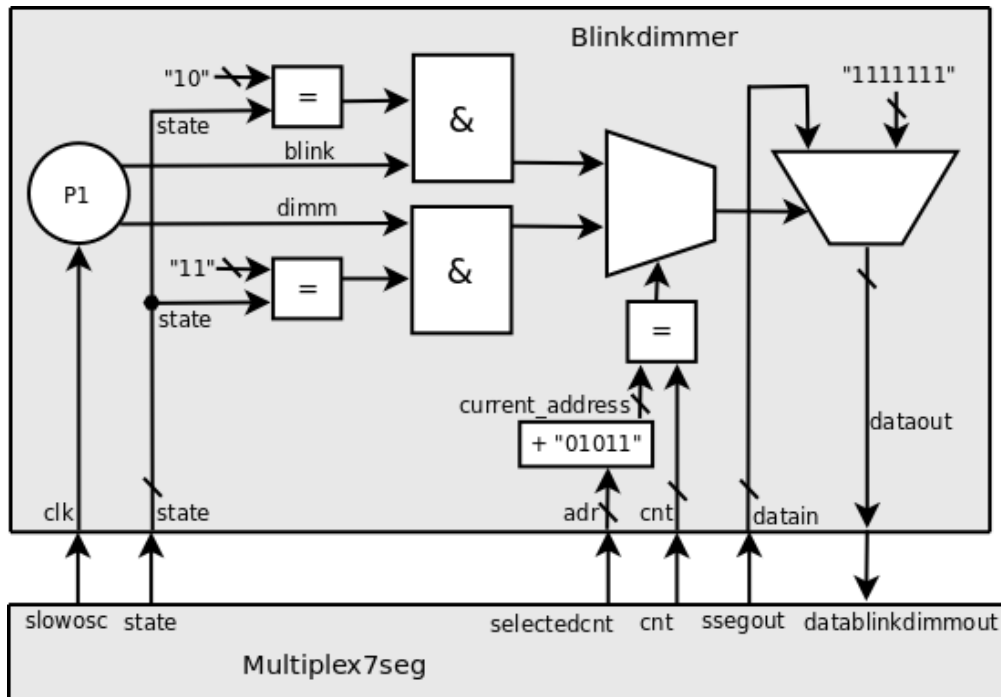 Blinkdimmer
"10"
=
state
&
"1111111"
blink
P1
dimm
"11"
=
&
state
=
current_address
+ "01011"
dataout
clk
state
adr
cnt
datain
slowosc
state
selectedcnt
cnt
ssegout
datablinkdimmout
Multiplex7seg